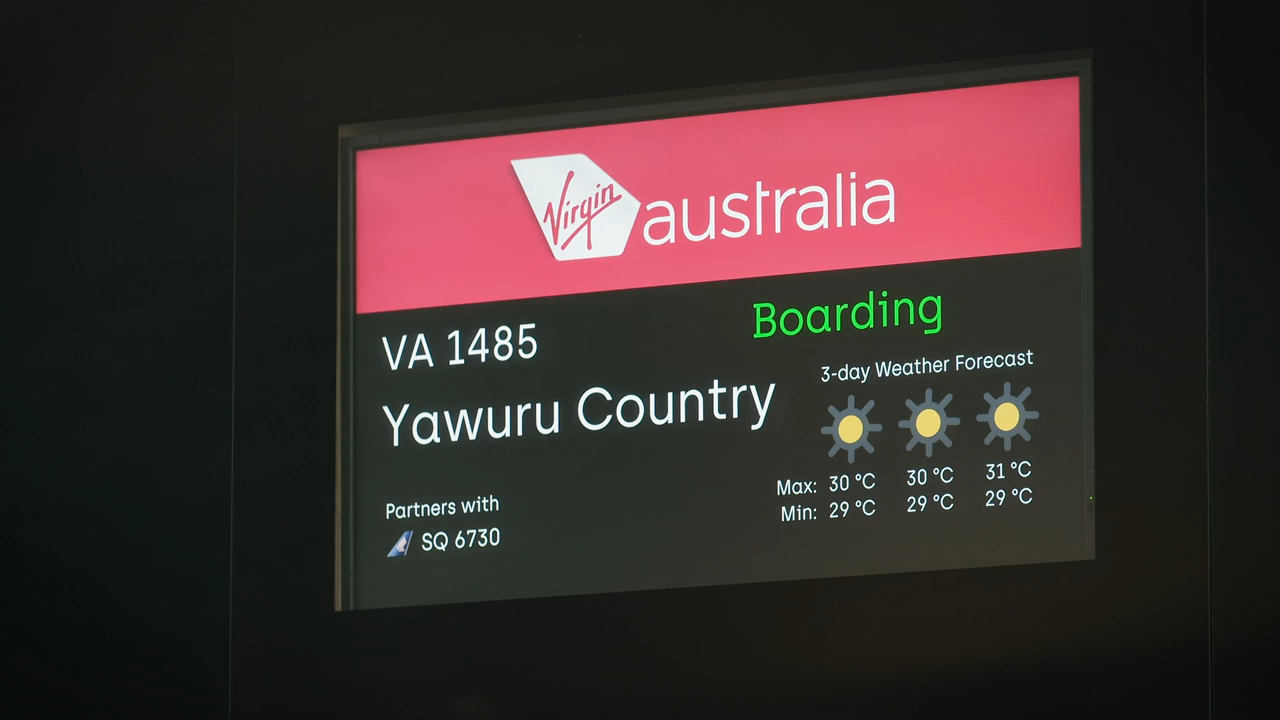 Virgin australia
VA 1485
Boarding
Yawuru Country
3-day Weather Forecast
Max: 30 °C 30 °C 31 °C
Min: 29 °C 29 °C 29 °C
Partners with
SQ 6730